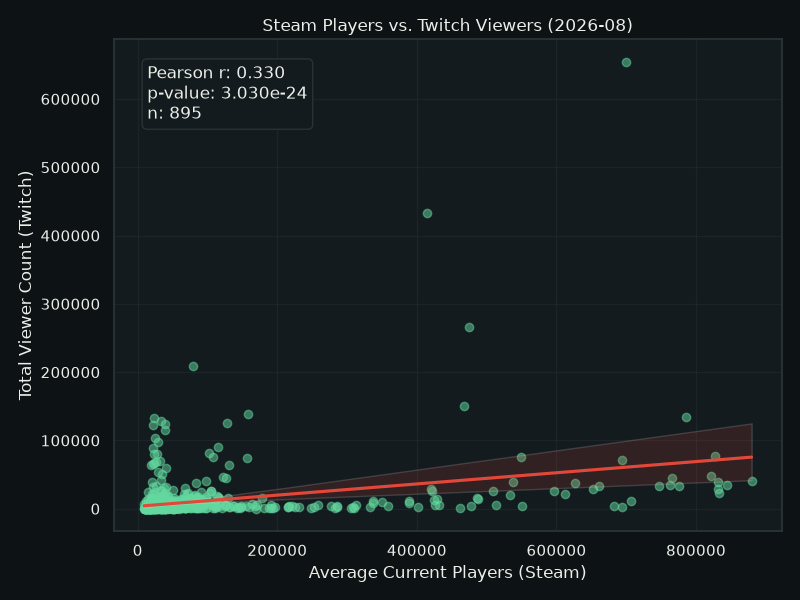 Steam Players vs. Twitch Viewers (2026-08)
Pearson r: 0.330
p-value: 3.030e-24
n: 895
Total Viewer Count (Twitch)
600000
500000
400000
300000
200000
100000
0
0 200000 400000 600000 800000
Average Current Players (Steam)